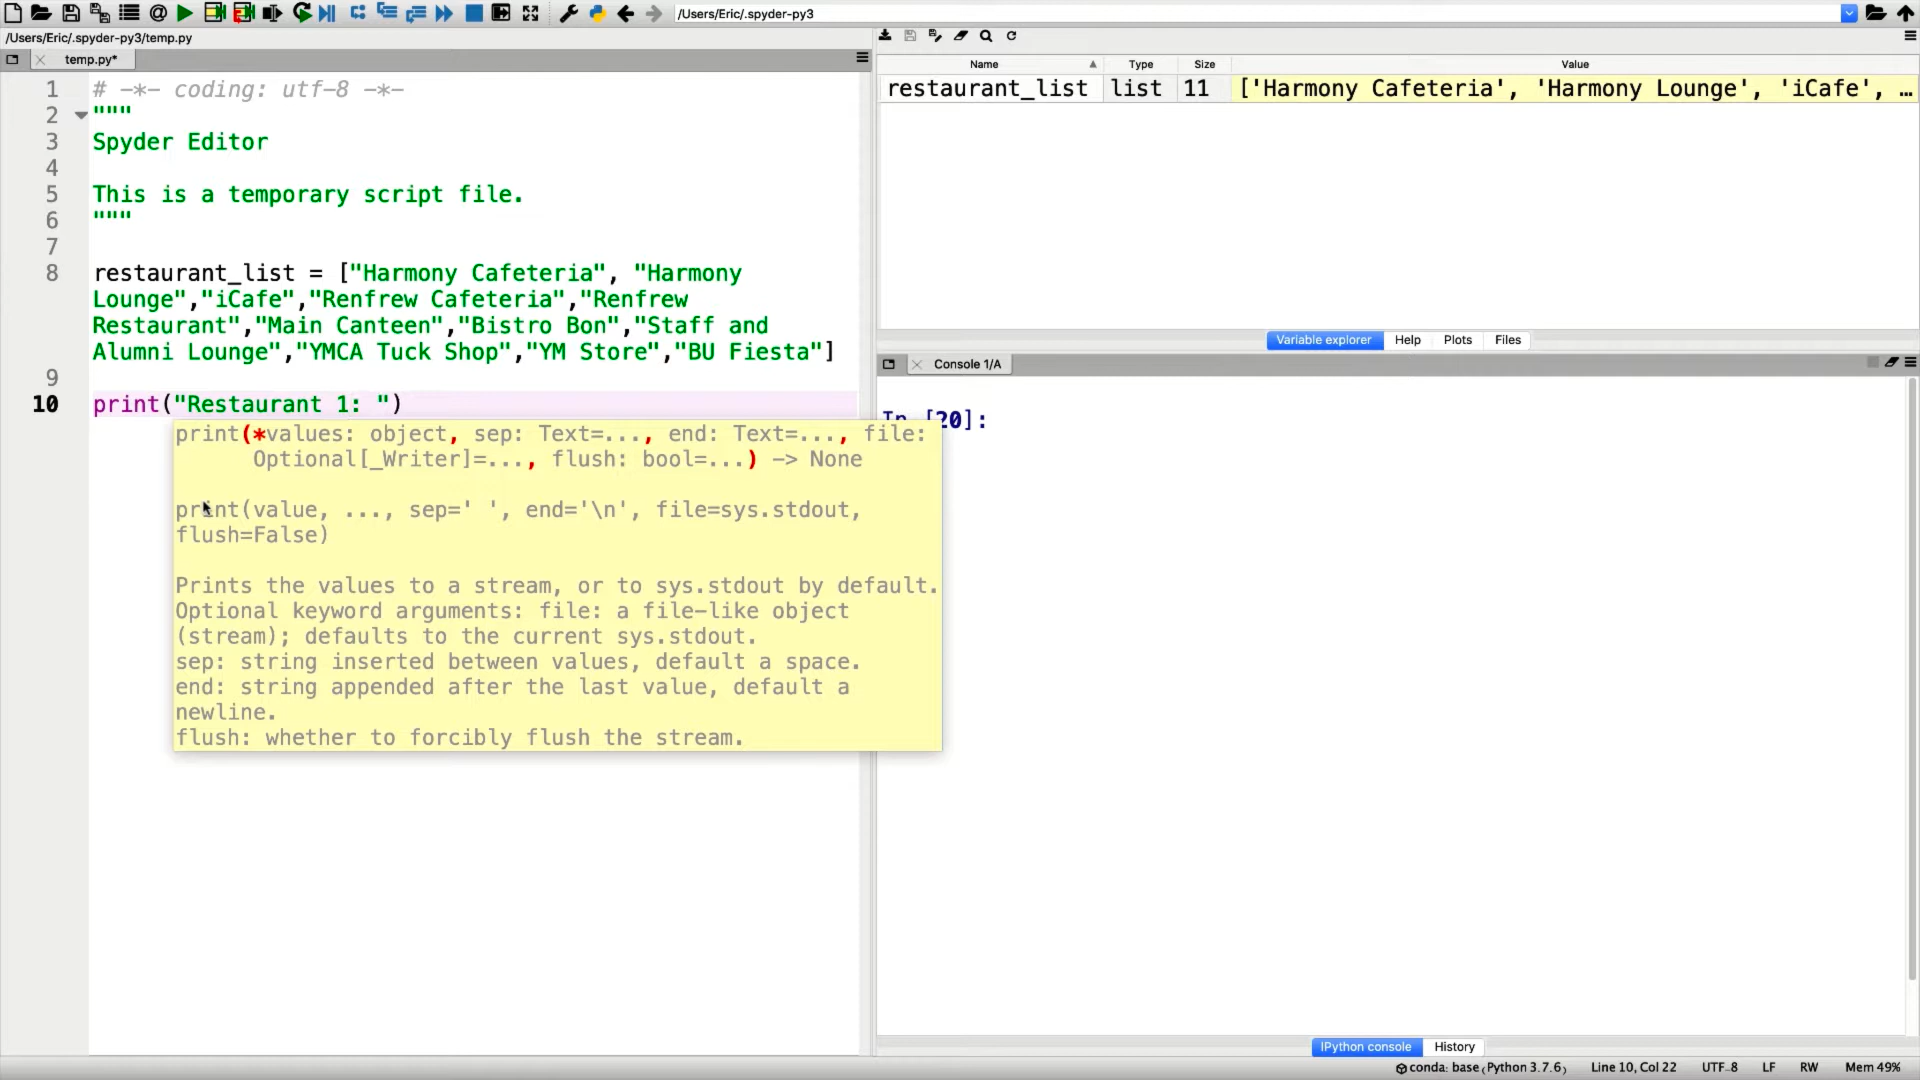 /Users/Eric/.spyder-py3
/Users/Eric/.spyder-py3/temp.py
temp.py*
1 # -*- coding: utf-8 -*-
2 """
3 Spyder Editor
4
5 This is a temporary script file.
6 """
7
8 restaurant_list = ["Harmony Cafeteria", "Harmony
Lounge","iCafe","Renfrew Cafeteria","Renfrew
Restaurant","Main Canteen","Bistro Bon","Staff and
Alumni Lounge","YMCA Tuck Shop","YM Store","BU Fiesta"]
9
10 print("Restaurant 1: ")
print(*values: object, sep: Text=..., end: Text=..., file:
Optional[_Writer]=..., flush: bool=...) -> None
print(value, ..., sep=' ', end='\n', file=sys.stdout,
flush=False)
Prints the values to a stream, or to sys.stdout by default.
Optional keyword arguments: file: a file-like object
(stream); defaults to the current sys.stdout.
sep: string inserted between values, default a space.
end: string appended after the last value, default a
newline.
flush: whether to forcibly flush the stream.
Name Type Size Value
restaurant_list list 11 ['Harmony Cafeteria', 'Harmony Lounge', 'iCafe', …
Variable explorer Help Plots Files
Console 1/A
In [20]:
IPython console History
conda: base (Python 3.7.6) Line 10, Col 22 UTF-8 LF RW Mem 49%